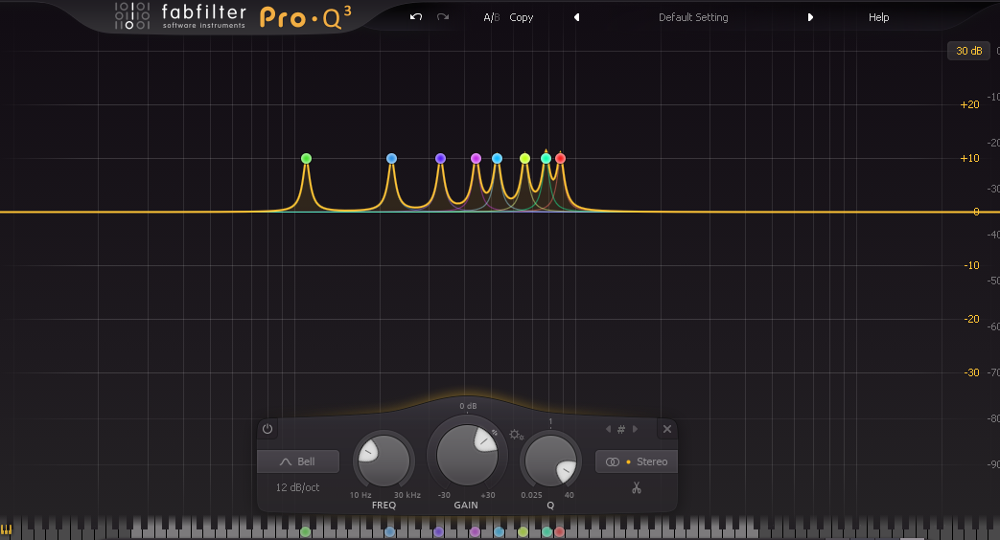 fabfilter
software instruments
Pro·Q³
A/B Copy
Default Setting
Help
30 dB
+20
+10
0
-10
-20
-30
0
-10
-20
-30
-40
-50
-60
-70
-80
-90
0 dB
1
#
Bell
12 dB/oct
10 Hz
30 kHz
FREQ
-30
+30
GAIN
0.025
40
Q
Stereo